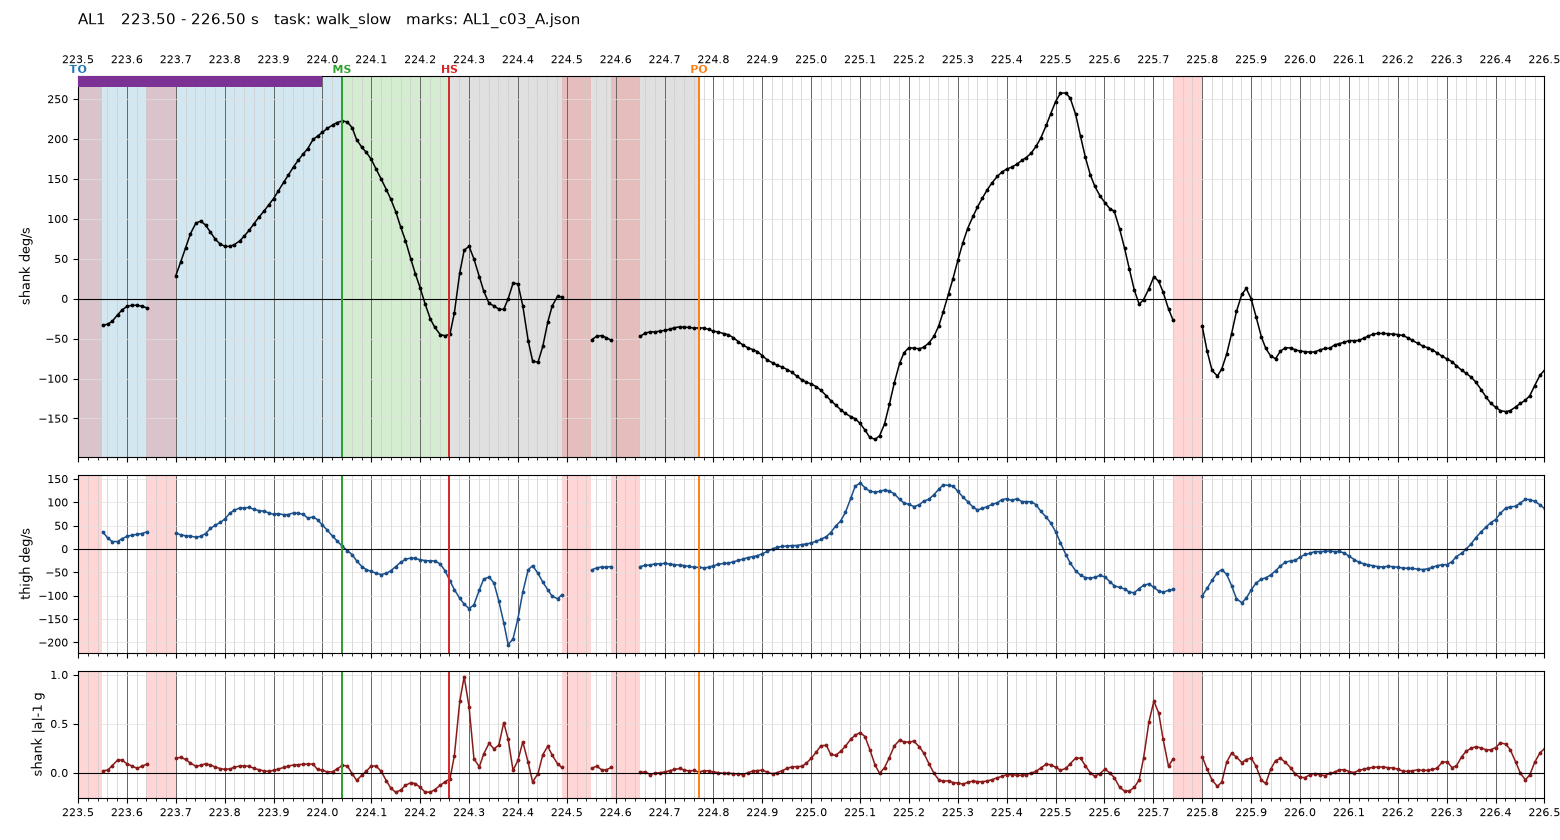 AL1 223.50 - 226.50 s task: walk_slow marks: AL1_c03_A.json
223.5 223.6 223.7 223.8 223.9 224.0 224.1 224.2 224.3 224.4 224.5 224.6 224.7 224.8 224.9 225.0 225.1 225.2 225.3 225.4 225.5 225.6 225.7 225.8 225.9 226.0 226.1 226.2 226.3 226.4 226.5
TO MS HS PO
250
200
150
100
50
0
−50
−100
−150
shank deg/s
150
100
50
0
−50
−100
−150
−200
thigh deg/s
1.0
0.5
0.0
shank |a|-1 g
223.5 223.6 223.7 223.8 223.9 224.0 224.1 224.2 224.3 224.4 224.5 224.6 224.7 224.8 224.9 225.0 225.1 225.2 225.3 225.4 225.5 225.6 225.7 225.8 225.9 226.0 226.1 226.2 226.3 226.4 226.5